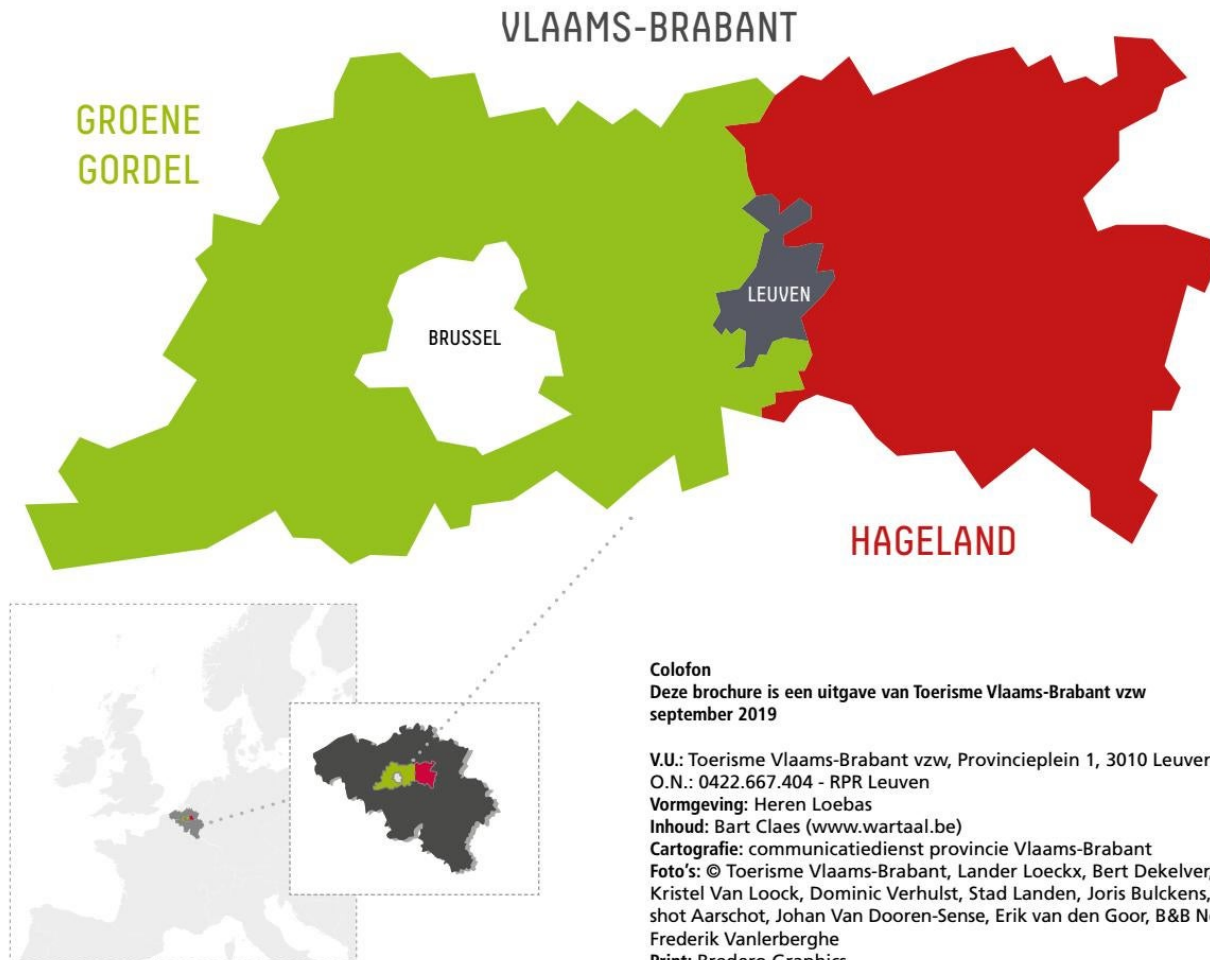 VLAAMS-BRABANT
GROENE
GORDEL
BRUSSEL
LEUVEN
HAGELAND
Colofon
Deze brochure is een uitgave van Toerisme Vlaams-Brabant vzw
september 2019
V.U.: Toerisme Vlaams-Brabant vzw, Provincieplein 1, 3010
O.N.: 0422.667.404 - RPR Leuven
Vormgeving: Heren Loebas
Inhoud: Bart Claes (www.wartaal.be)
Cartografie: communicatiedienst provincie Vlaams-Brabant
Foto's: © Toerisme Vlaams-Brabant, Lander Loeckx, Bert Dekelver,
Kristel Van Loock, Dominic Verhulst, Stad Landen, Joris Bulckens,
shot Aarschot, Johan Van Dooren-Sense, Erik van den Goor, B&B
Frederik Vanlerberghe
Print: Bredero Graphics